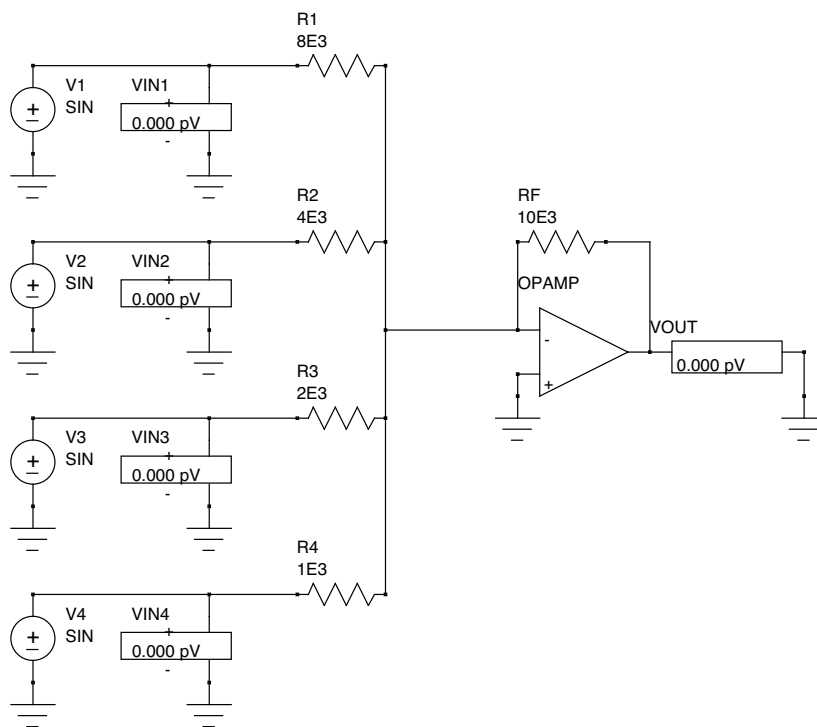 R1
8E3
V1
SIN
VIN1
+
0.000 pV
-
R2
4E3
V2
SIN
VIN2
+
0.000 pV
-
RF
10E3
OPAMP
-
+
VOUT
0.000 pV
R3
2E3
V3
SIN
VIN3
+
0.000 pV
-
R4
1E3
V4
SIN
VIN4
+
0.000 pV
-